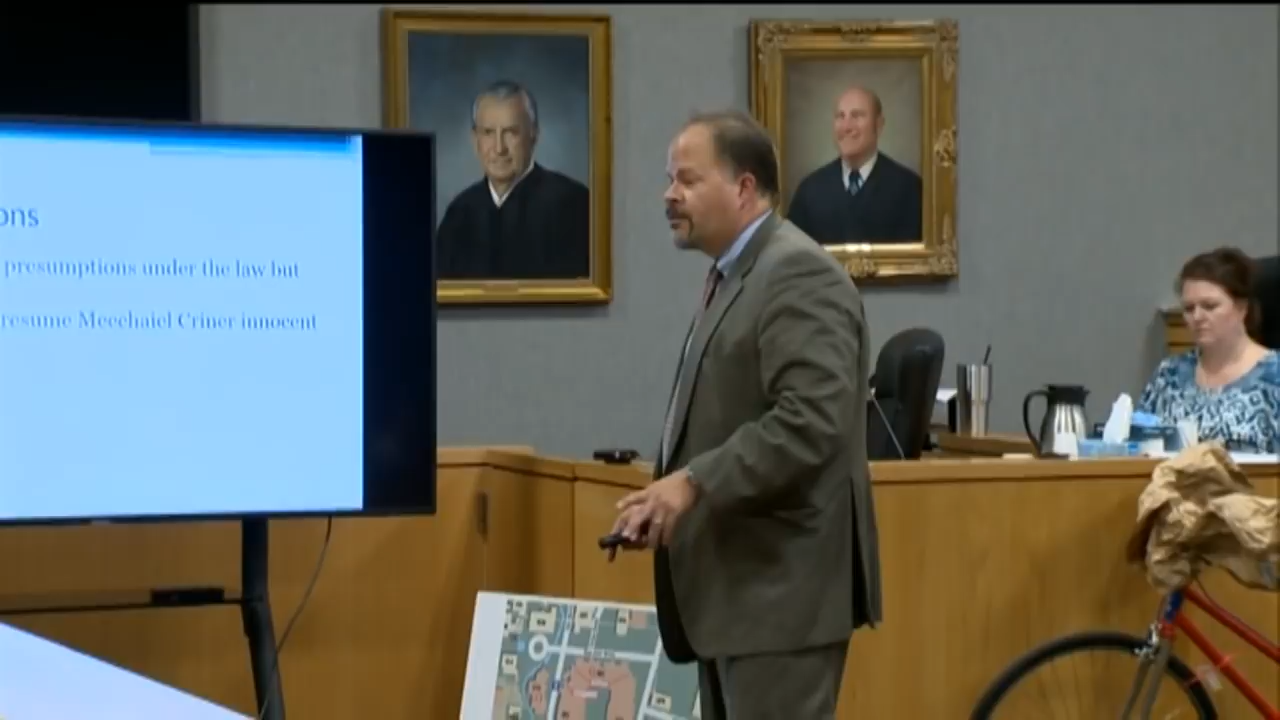 ons
presumptions under the law but
resume Meechaiel Criner innocent